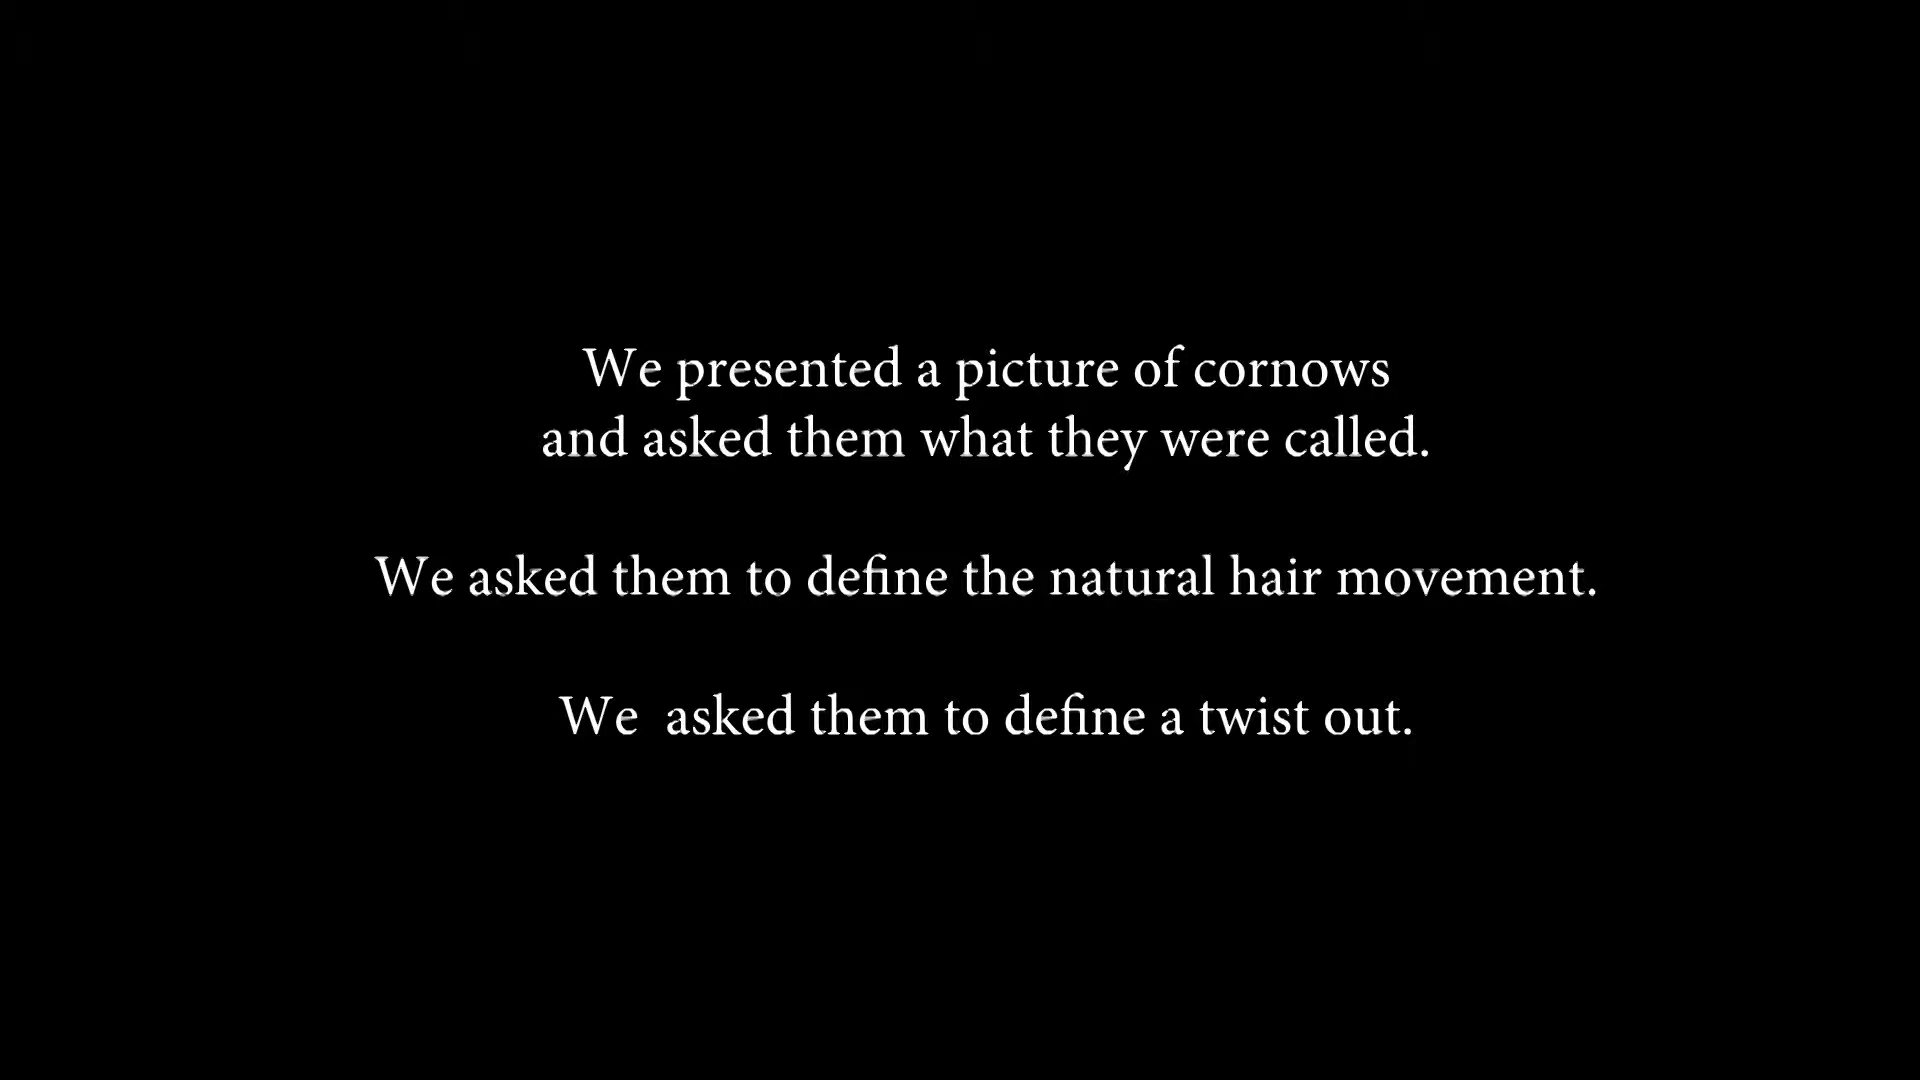 We presented a picture of cornows
and asked them what they were called.
We asked them to define the natural hair movement.
We  asked them to define a twist out.